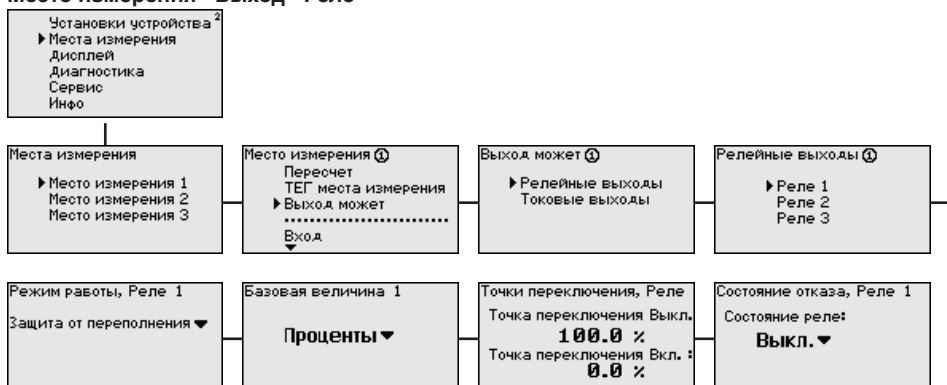 Место измерения - Выход - Реле
Установки устройства 2
Места измерения
Дисплей
Диагностика
Сервис
Инфо
Места измерения
Место измерения 1
Место измерения 2
Место измерения 3
Место измерения ①
Пересчет
ТЕГ места измерения
Выход может
Вход
Выход может ①
Релейные выходы
Токовые выходы
Релейные выходы ①
Реле 1
Реле 2
Реле 3
Режим работы, Реле 1
Защита от переполнения
Базовая величина 1
Проценты
Точки переключения, Реле
Точка переключения Выкл.
100.0 %
Точка переключения Вкл. :
0.0 %
Состояние отказа, Реле 1
Состояние реле:
Выкл.